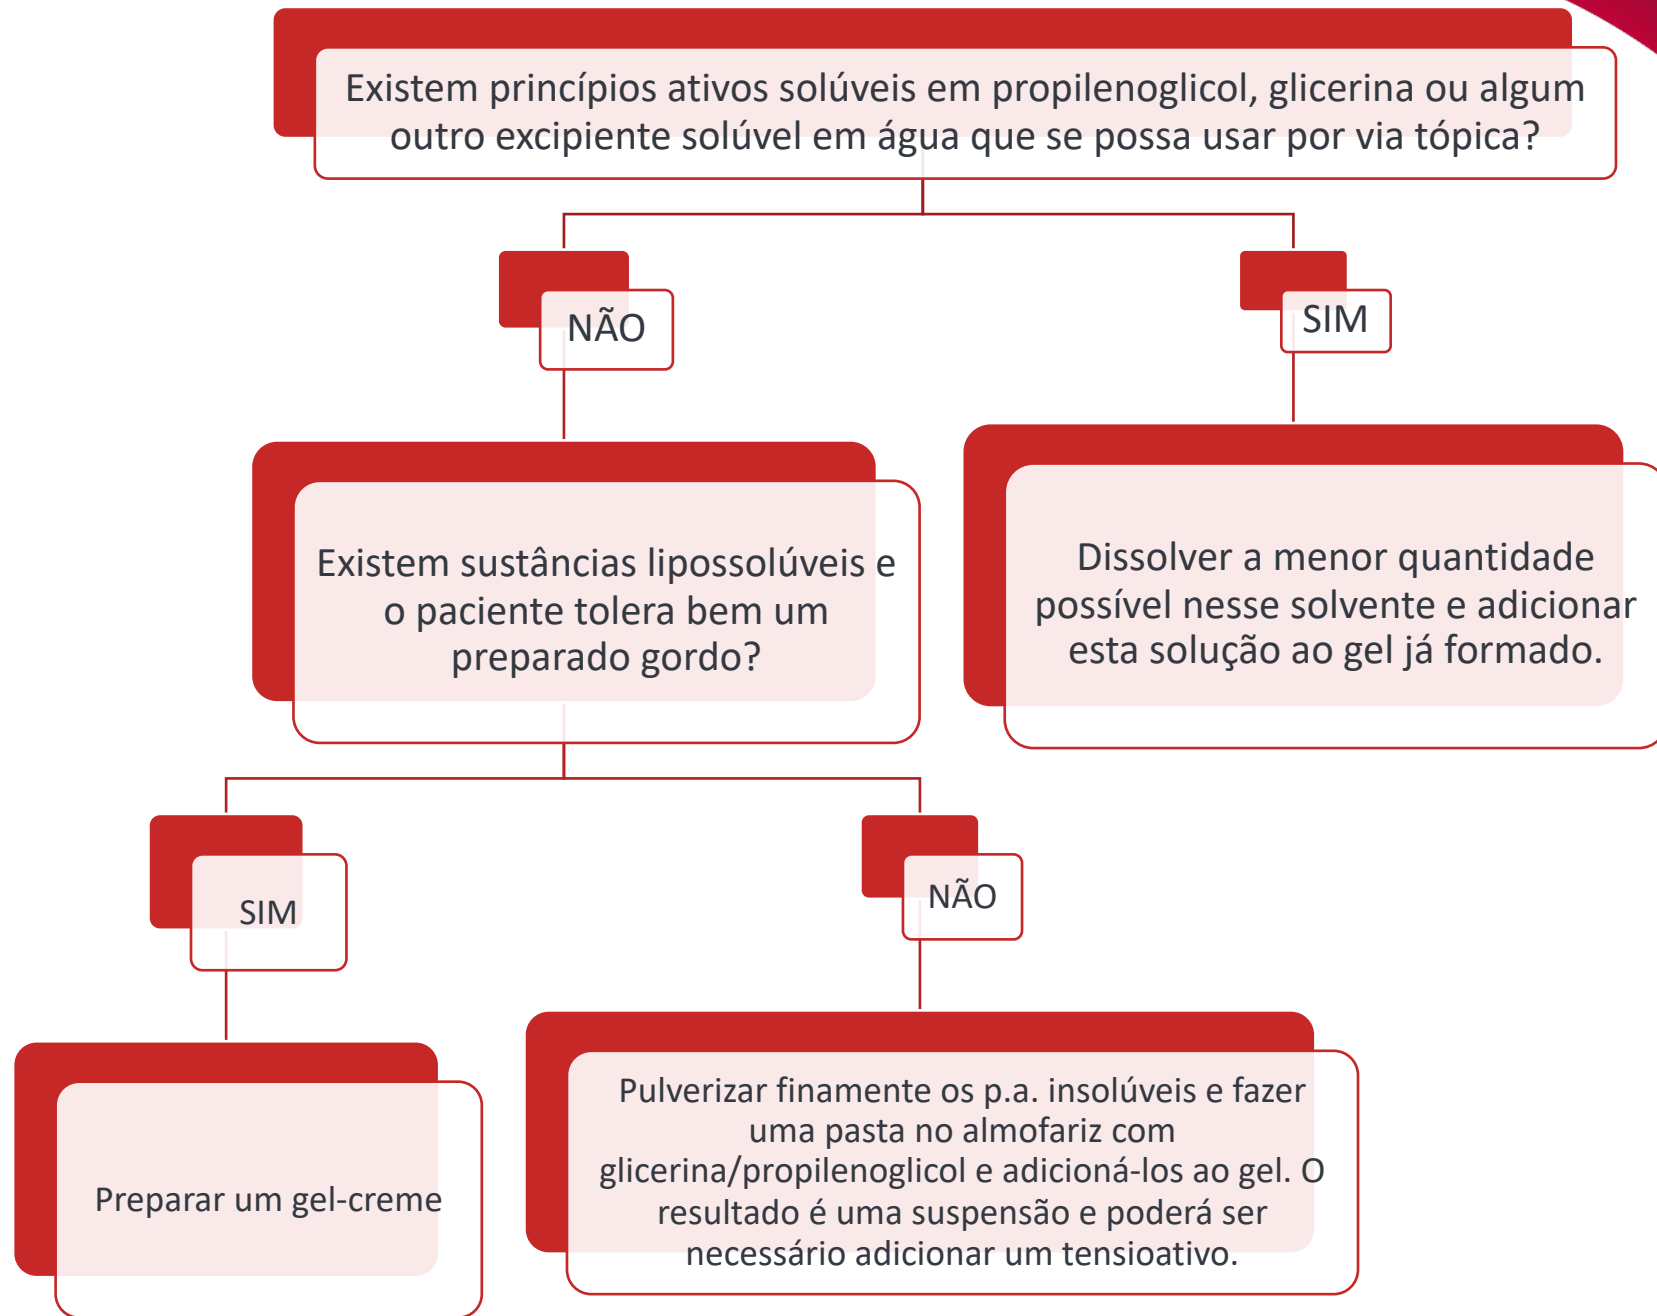 Existem princípios ativos solúveis em propilenoglicol, glicerina ou algum
outro excipiente solúvel em água que se possa usar por via tópica?
NÃO
SIM
Existem sustâncias lipossolúveis e
o paciente tolera bem um
preparado gordo?
Dissolver a menor quantidade
possível nesse solvente e adicionar
esta solução ao gel já formado.
SIM
NÃO
Preparar um gel-creme
Pulverizar finamente os p.a. insolúveis e fazer
uma pasta no almofariz com
glicerina/propilenoglicol e adicioná-los ao gel. O
resultado é uma suspensão e poderá ser
necessário adicionar um tensioativo.